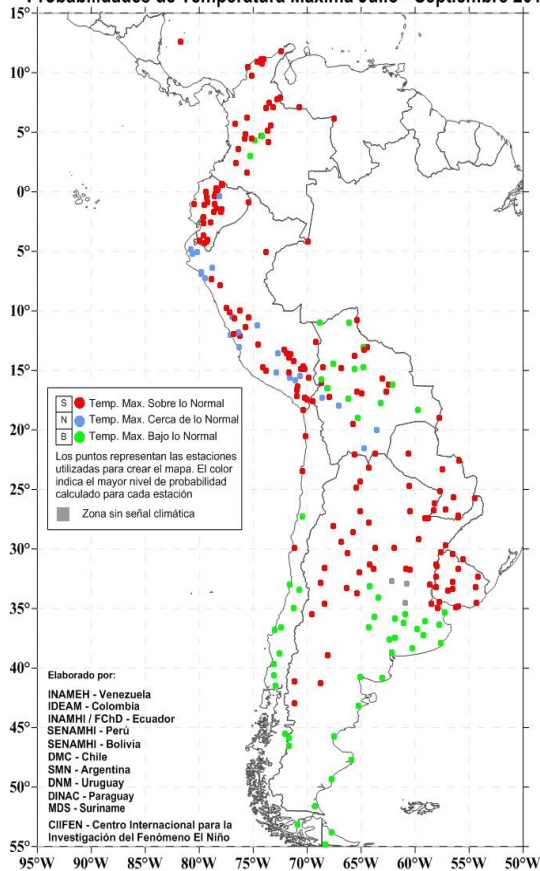 Probabilidades de Temperatura Máxima Julio - Septiembre 201
15°
10°
5°
0°
5°
10°
15°
20°
25°
30°
35°
40°
45°
50°
55°
S Temp. Max. Sobre lo Normal
N Temp. Max. Cerca de lo Normal
B Temp. Max. Bajo lo Normal
Los puntos representan las estaciones
utilizadas para crear el mapa. El color
indica el mayor nivel de probabilidad
calculado para cada estación
Zona sin señal climática
Elaborado por:
INAMEH - Venezuela
IDEAM - Colombia
INAMHI / FChD - Ecuador
SENAMHI - Perú
SENAMHI - Bolivia
DMC - Chile
SMN - Argentina
DNM - Uruguay
DINAC - Paraguay
MDS - Suriname
CIIFEN - Centro Internacional para la
Investigación del Fenómeno El Niño
95°W 90°W 85°W 80°W 75°W 70°W 65°W 60°W 55°W 50°W